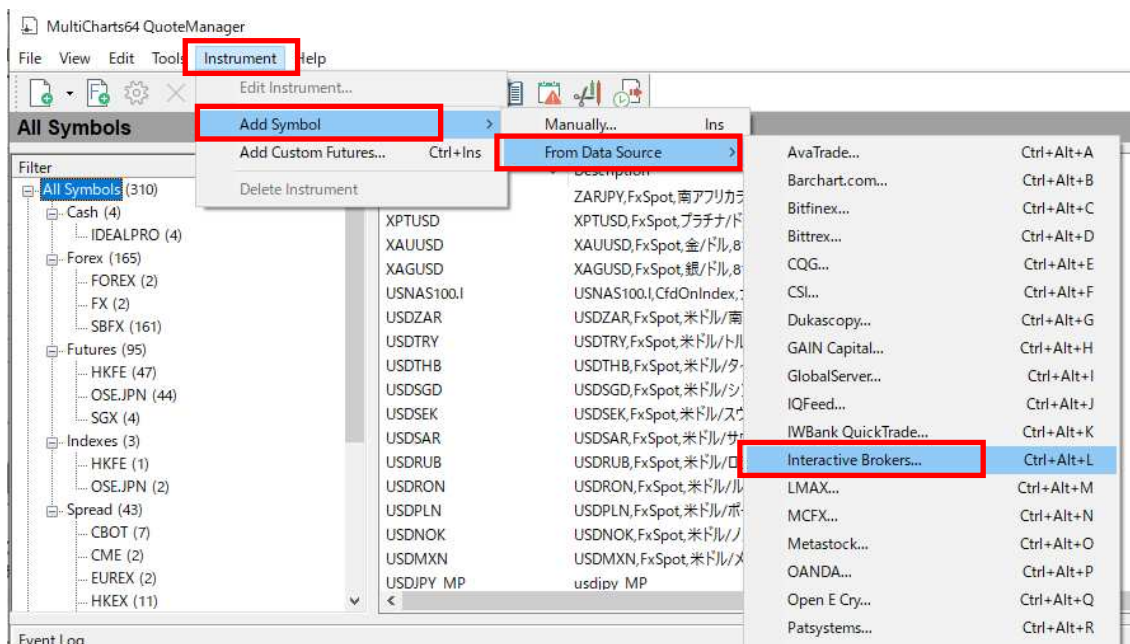 MultiCharts64 QuoteManager
File View Edit Tools Instrument Help
Edit Instrument...
Add Symbol >
Add Custom Futures... Ctrl+Ins
Delete Instrument
Manually... Ins
From Data Source >
AvaTrade... Ctrl+Alt+A
Barchart.com... Ctrl+Alt+B
Bitfinex... Ctrl+Alt+C
Bittrex... Ctrl+Alt+D
CQG... Ctrl+Alt+E
CSI... Ctrl+Alt+F
Dukascopy... Ctrl+Alt+G
GAIN Capital... Ctrl+Alt+H
GlobalServer... Ctrl+Alt+I
IQFeed... Ctrl+Alt+J
IWBank QuickTrade... Ctrl+Alt+K
Interactive Brokers... Ctrl+Alt+L
LMAX... Ctrl+Alt+M
MCFX... Ctrl+Alt+N
Metastock... Ctrl+Alt+O
OANDA... Ctrl+Alt+P
Open E Cry... Ctrl+Alt+Q
Patsystems... Ctrl+Alt+R
All Symbols
Filter
All Symbols (310)
Cash (4)
IDEALPRO (4)
Forex (165)
FOREX (2)
FX (2)
SBFX (161)
Futures (95)
HKFE (47)
OSE.JPN (44)
SGX (4)
Indexes (3)
HKFE (1)
OSE.JPN (2)
Spread (43)
CBOT (7)
CME (2)
EUREX (2)
HKEX (11)
Description
ZARJPY,FxSpot,南アフリカラ
XPTUSD XPTUSD,FxSpot,プラチナ/ド
XAUUSD XAUUSD,FxSpot,金/ドル,8
XAGUSD XAGUSD,FxSpot,銀/ドル,8
USNAS100.I USNAS100.I,CfdOnIndex,
USDZAR USDZAR,FxSpot,米ドル/南
USDTRY USDTRY,FxSpot,米ドル/トル
USDTHB USDTHB,FxSpot,米ドル/タ
USDSGD USDSGD,FxSpot,米ドル/シ
USDSEK USDSEK,FxSpot,米ドル/スウ
USDSAR USDSAR,FxSpot,米ドル/サ
USDRUB USDRUB,FxSpot,米ドル/ロ
USDRON USDRON,FxSpot,米ドル/ル
USDPLN USDPLN,FxSpot,米ドル/ポ
USDNOK USDNOK,FxSpot,米ドル/ノ
USDMXN USDMXN,FxSpot,米ドル/メ
USDJPY MP usdjpy MP
Event Log